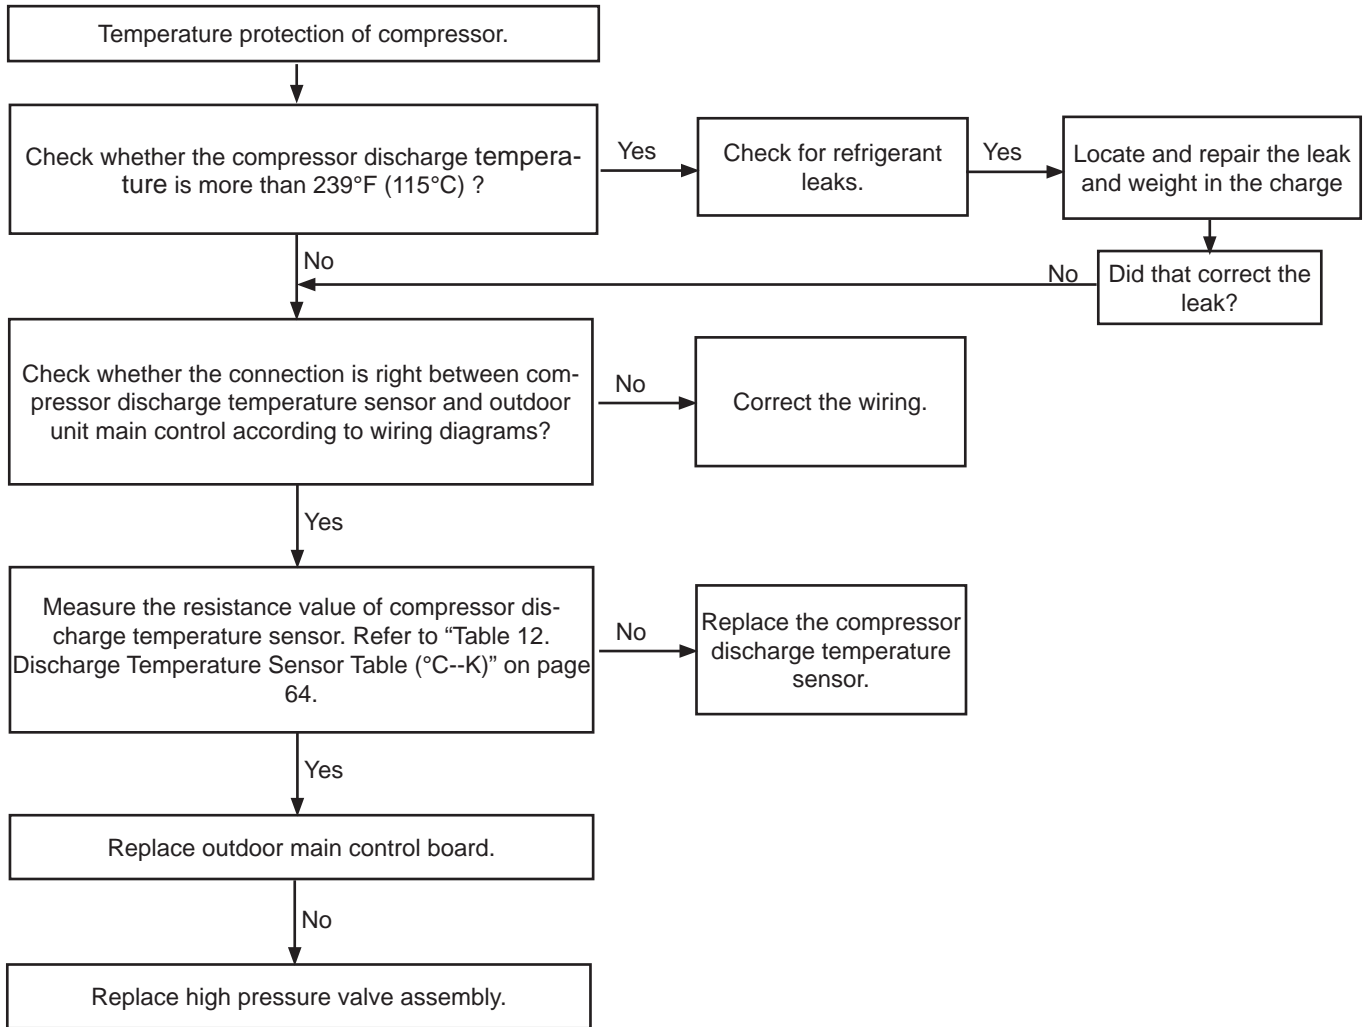 Temperature protection of compressor.
Check whether the compressor discharge tempera-
ture is more than 239°F (115°C) ?
Yes
Check for refrigerant
leaks.
Yes
Locate and repair the leak
and weight in the charge
No
No
Did that correct the
leak?
Check whether the connection is right between com-
pressor discharge temperature sensor and outdoor
unit main control according to wiring diagrams?
No
Correct the wiring.
Yes
Measure the resistance value of compressor dis-
charge temperature sensor. Refer to “Table 12.
Discharge Temperature Sensor Table (°C--K)” on page
64.
No
Replace the compressor
discharge temperature
sensor.
Yes
Replace outdoor main control board.
No
Replace high pressure valve assembly.